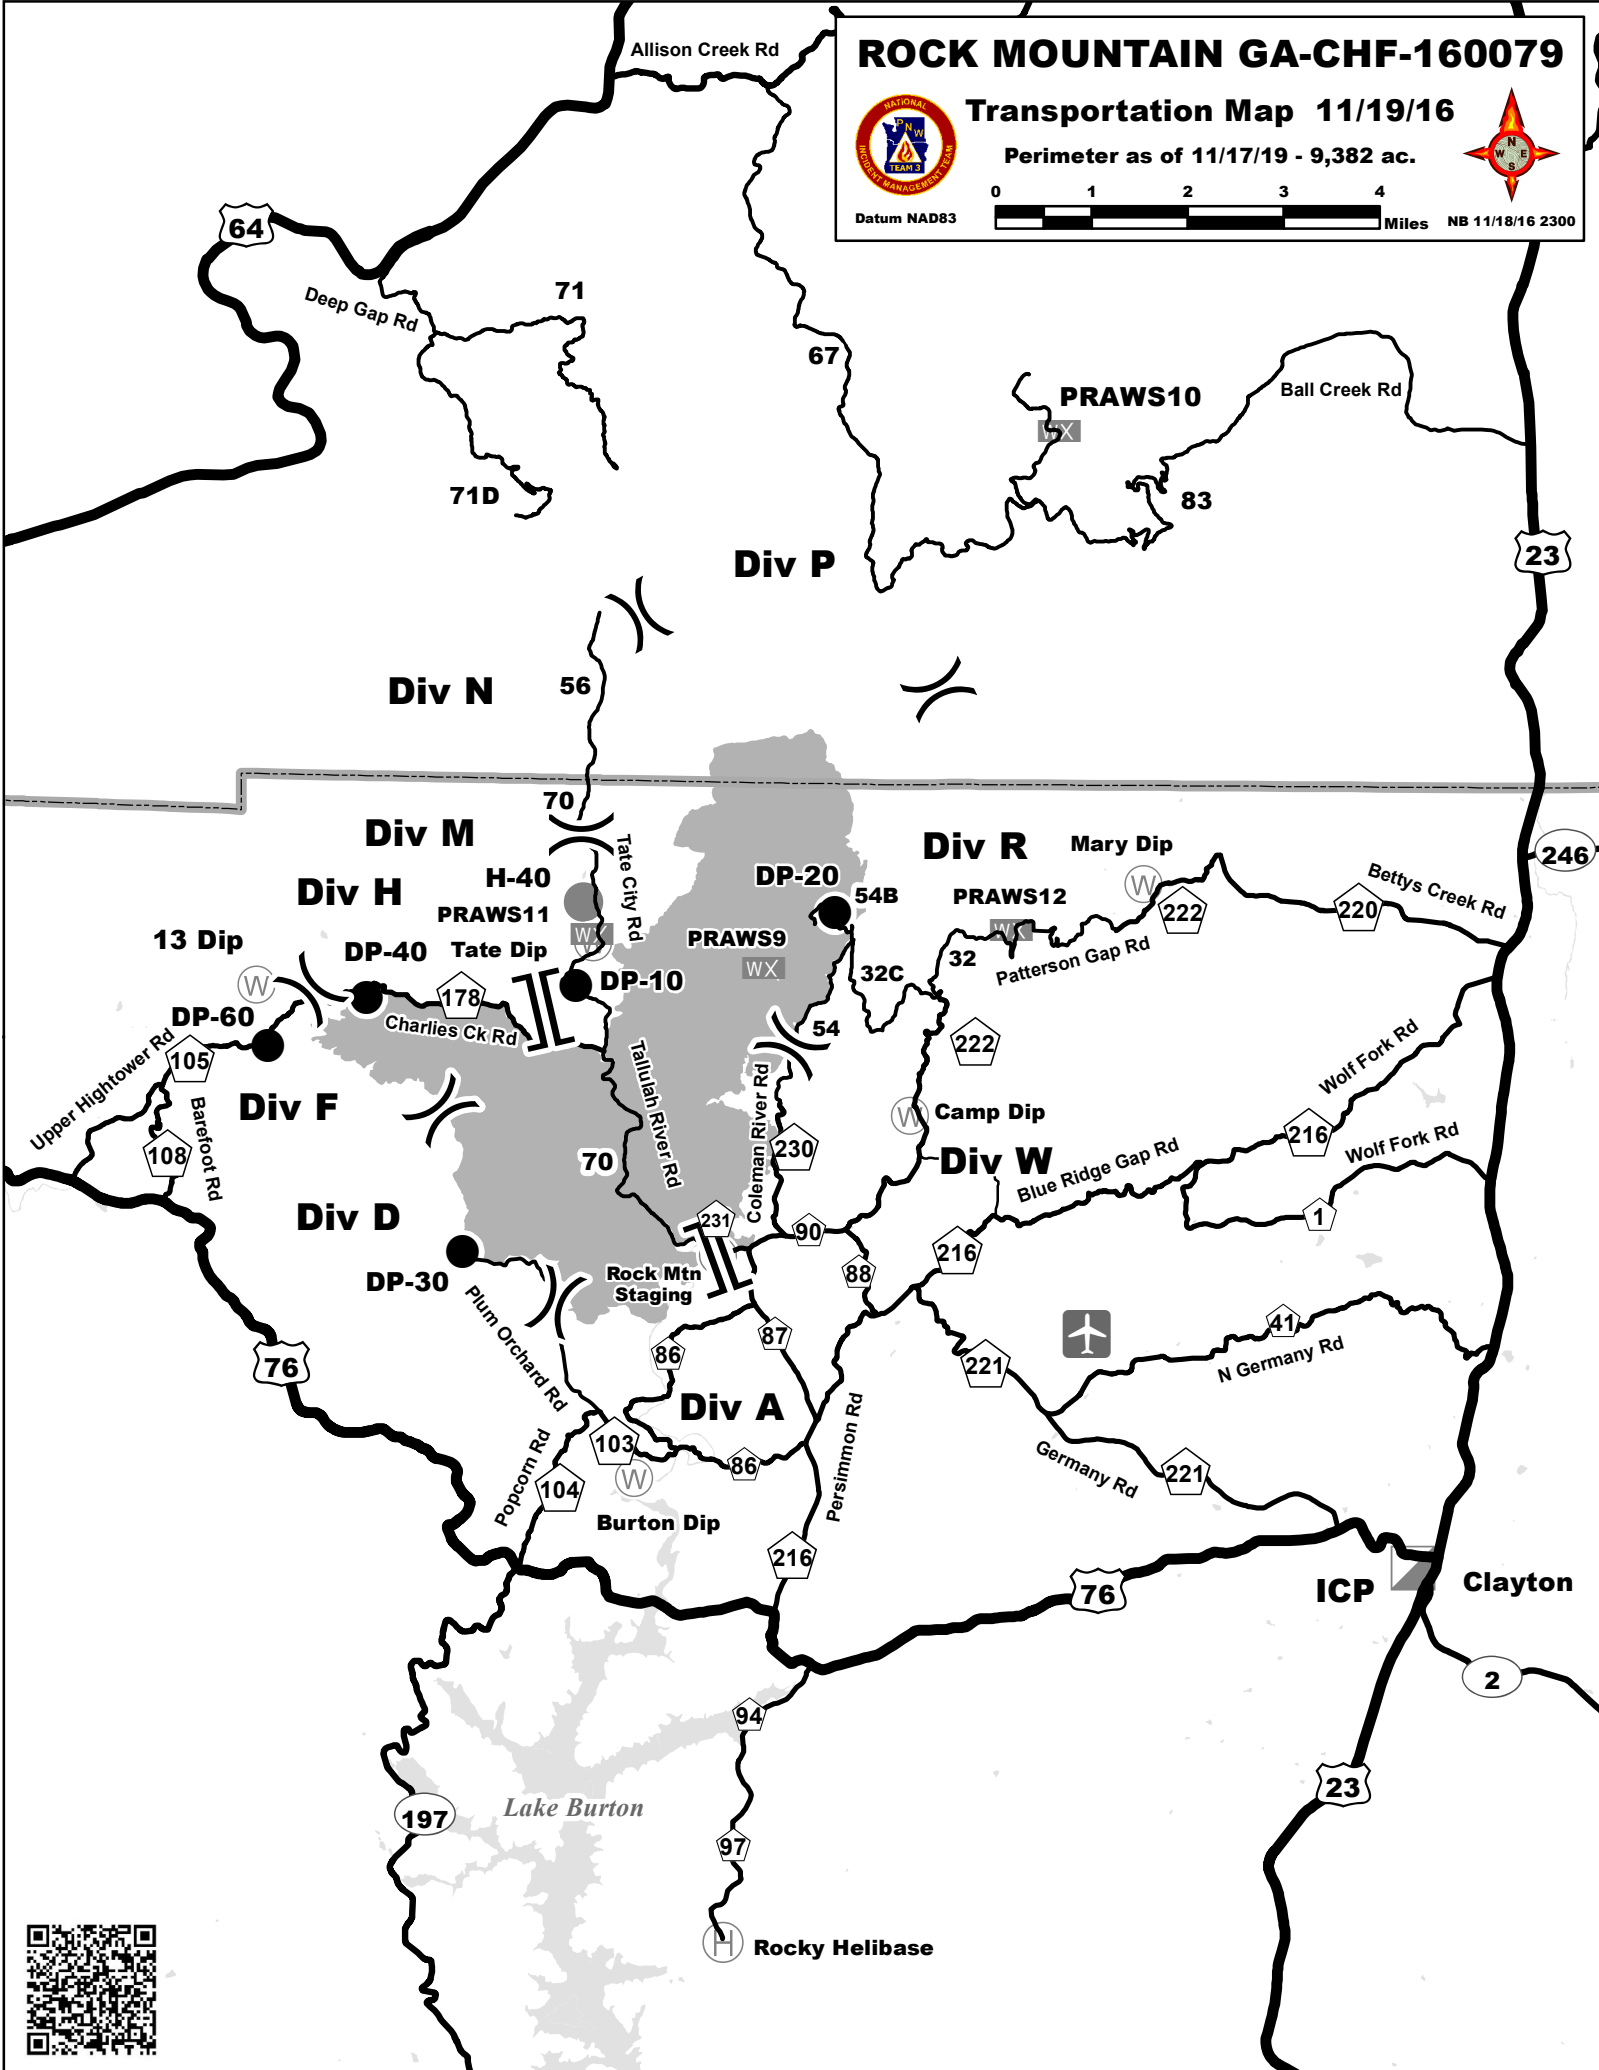 ROCK MOUNTAIN GA-CHF-160079
Transportation Map 11/19/16
Perimeter as of 11/17/19 - 9,382 ac.
NATIONAL
INCIDENT MANAGEMENT TEAM
PNW
TEAM 3
Datum NAD83
0 1 2 3 4
Miles
N
W E
S
NB 11/18/16 2300
Allison Creek Rd
64
Deep Gap Rd
71
67
PRAWS10
WX
Ball Creek Rd
71D
83
23
Div P
Div N
56
70
Div M
Tate City Rd
Div R
Mary Dip
W
246
H-40
DP-20
54B
Div H
PRAWS11
WX
PRAWS12
WX
222
220
Bettys Creek Rd
13 Dip
W
DP-40
Tate Dip
W
PRAWS9
WX
32C
32
Patterson Gap Rd
DP-10
178
DP-60
Charlies Ck Rd
54
222
Upper Hightower Rd
105
Wolf Fork Rd
Tallulah River Rd
Coleman River Rd
Div F
Barefoot Rd
W
Camp Dip
108
230
216
Wolf Fork Rd
70
Div W
Blue Ridge Gap Rd
Div D
231
90
1
216
DP-30
Rock Mtn
Staging
88
Plum Orchard Rd
87
41
N Germany Rd
76
86
221
Div A
Persimmon Rd
103
Popcorn Rd
86
Germany Rd
221
104
W
Burton Dip
216
76
ICP
Clayton
2
94
23
Lake Burton
197
97
H
Rocky Helibase